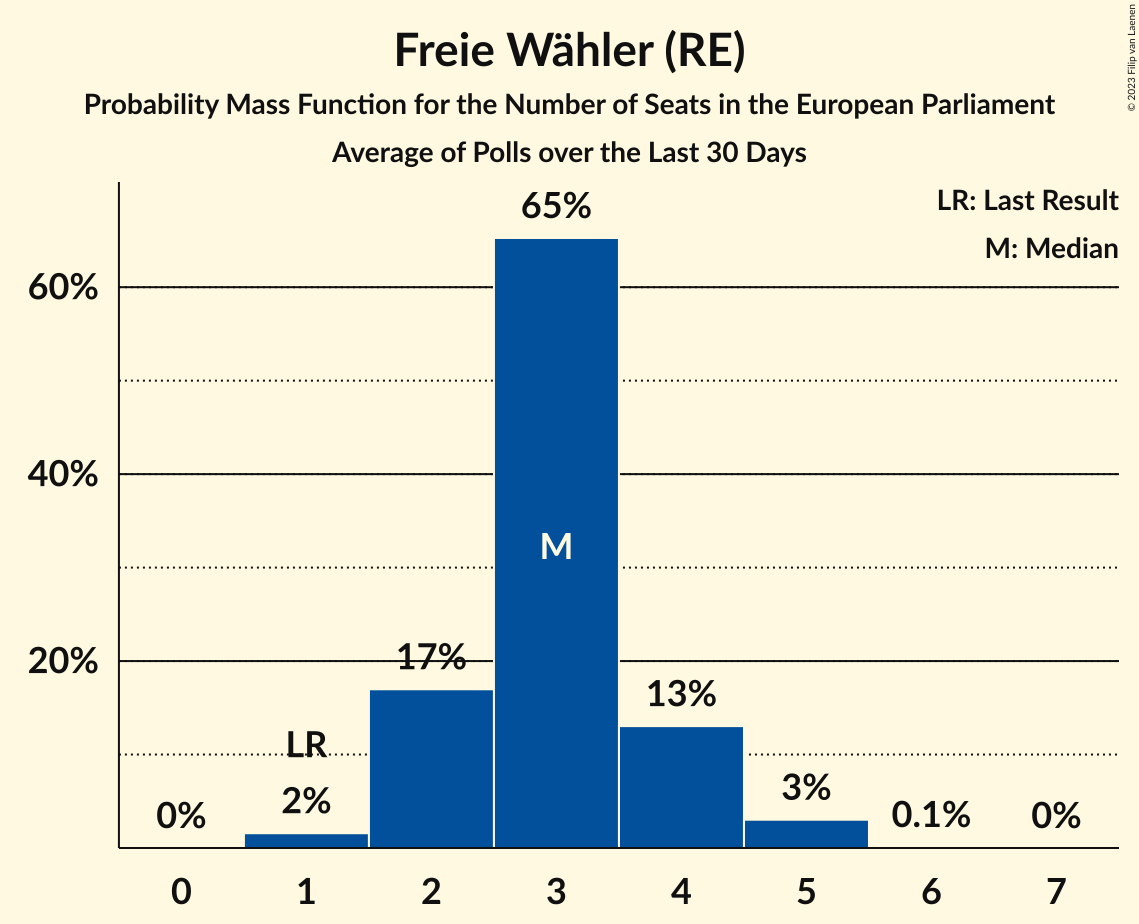 Freie Wähler (RE)
Probability Mass Function for the Number of Seats in the European Parliament
Average of Polls over the Last 30 Days
© 2023 Filip van Laenen
LR: Last Result
M: Median
65%
60%
40%
M
20%
17%
13%
LR
0%
2%
3%
0.1%
0%
0 1 2 3 4 5 6 7